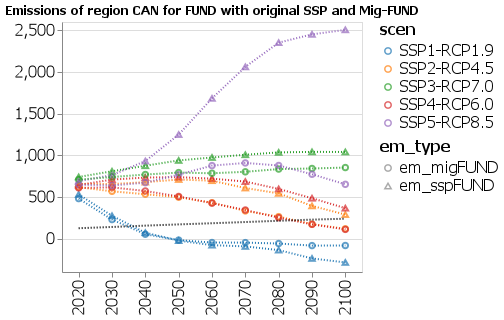 Emissions of region CAN for FUND with original SSP and Mig-FUND
2,500
2,000
1,500
1,000
500
0
2020
2030
2040
2050
2060
2070
2080
2090
2100
scen
SSP1-RCP1.9
SSP2-RCP4.5
SSP3-RCP7.0
SSP4-RCP6.0
SSP5-RCP8.5
em_type
em_migFUND
em_sspFUND